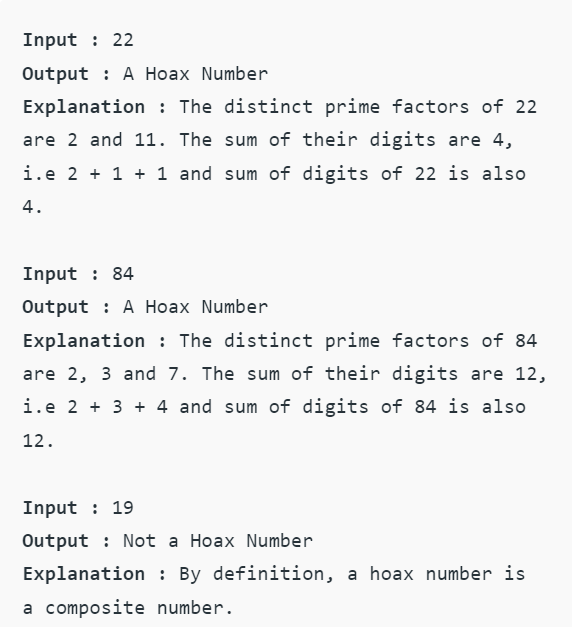 Input : 22
Output : A Hoax Number
Explanation : The distinct prime factors of 22
are 2 and 11. The sum of their digits are 4,
i.e 2 + 1 + 1 and sum of digits of 22 is also
4.
Input : 84
Output : A Hoax Number
Explanation : The distinct prime factors of 84
are 2, 3 and 7. The sum of their digits are 12,
i.e 2 + 3 + 4 and sum of digits of 84 is also
12.
Input : 19
Output : Not a Hoax Number
Explanation : By definition, a hoax number is
a composite number.